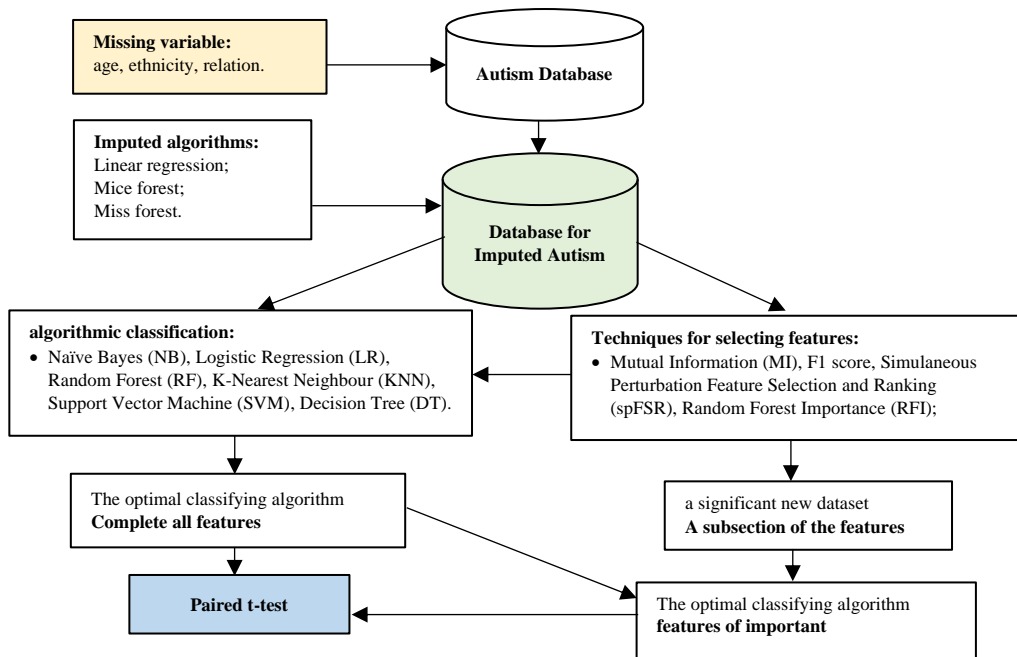 Missing variable:
age, ethnicity, relation.
Autism Database
Imputed algorithms:
Linear regression;
Mice forest;
Miss forest.
Database for
Imputed Autism
algorithmic classification:
• Naïve Bayes (NB), Logistic Regression (LR),
Random Forest (RF), K-Nearest Neighbour (KNN),
Support Vector Machine (SVM), Decision Tree (DT).
Techniques for selecting features:
• Mutual Information (MI), F1 score, Simultaneous
Perturbation Feature Selection and Ranking
(spFSR), Random Forest Importance (RFI);
The optimal classifying algorithm
Complete all features
a significant new dataset
A subsection of the features
Paired t-test
The optimal classifying algorithm
features of important